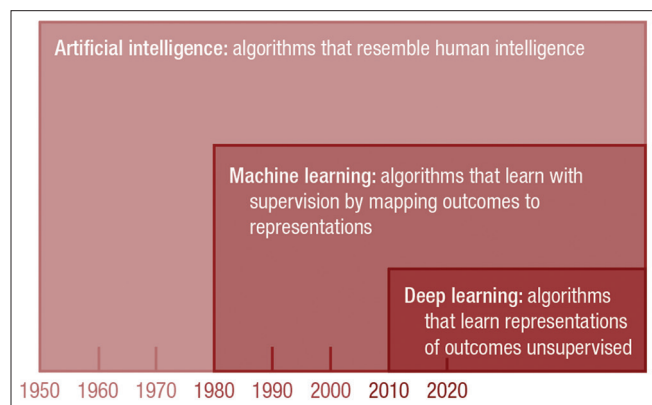 Artificial intelligence: algorithms that resemble human intelligence
Machine learning: algorithms that learn with
supervision by mapping outcomes to
representations
Deep learning: algorithms
that learn representations
of outcomes unsupervised
1950 1960 1970 1980 1990 2000 2010 2020